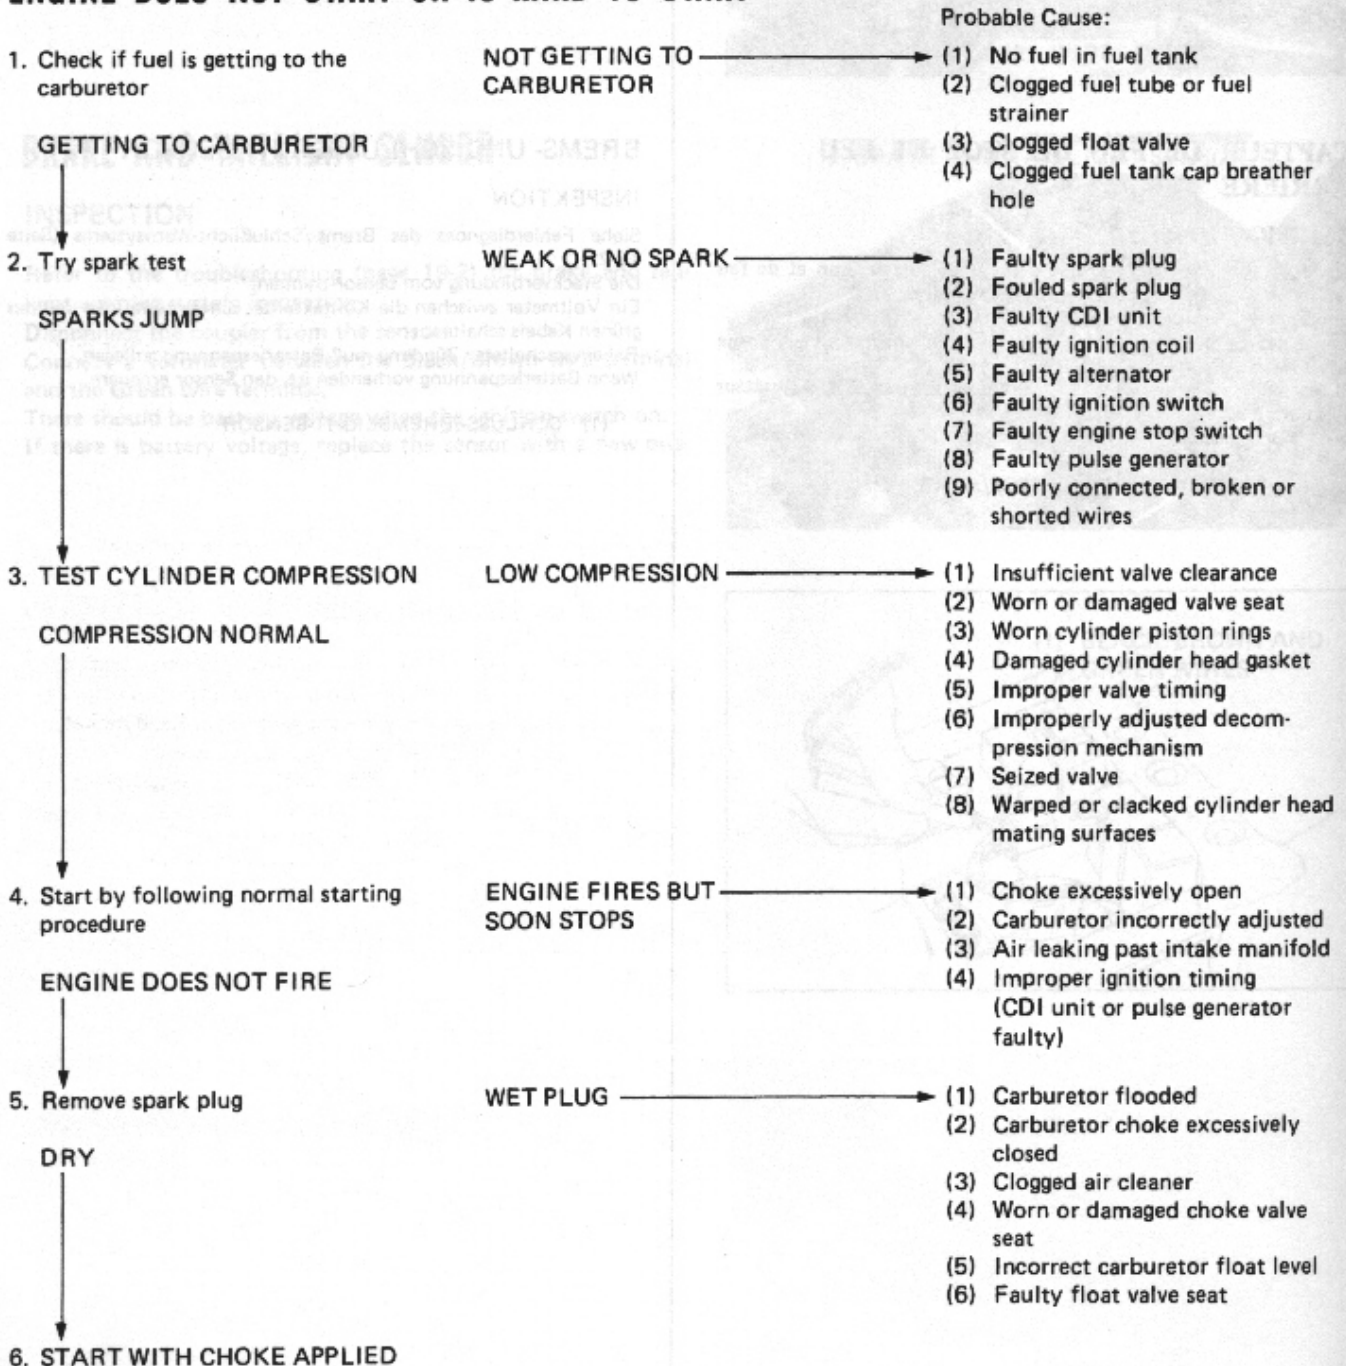 ENGINE DOES NOT START OR IS HARD TO START
Probable Cause:
1. Check if fuel is getting to the
carburetor
NOT GETTING TO
CARBURETOR
(1) No fuel in fuel tank
(2) Clogged fuel tube or fuel
strainer
(3) Clogged float valve
(4) Clogged fuel tank cap breather
hole
GETTING TO CARBURETOR
2. Try spark test
WEAK OR NO SPARK
(1) Faulty spark plug
(2) Fouled spark plug
(3) Faulty CDI unit
(4) Faulty ignition coil
(5) Faulty alternator
(6) Faulty ignition switch
(7) Faulty engine stop switch
(8) Faulty pulse generator
(9) Poorly connected, broken or
shorted wires
SPARKS JUMP
3. TEST CYLINDER COMPRESSION
LOW COMPRESSION
(1) Insufficient valve clearance
(2) Worn or damaged valve seat
(3) Worn cylinder piston rings
(4) Damaged cylinder head gasket
(5) Improper valve timing
(6) Improperly adjusted decom-
pression mechanism
(7) Seized valve
(8) Warped or clacked cylinder head
mating surfaces
COMPRESSION NORMAL
4. Start by following normal starting
procedure
ENGINE FIRES BUT
SOON STOPS
(1) Choke excessively open
(2) Carburetor incorrectly adjusted
(3) Air leaking past intake manifold
(4) Improper ignition timing
(CDI unit or pulse generator
faulty)
ENGINE DOES NOT FIRE
5. Remove spark plug
WET PLUG
(1) Carburetor flooded
(2) Carburetor choke excessively
closed
(3) Clogged air cleaner
(4) Worn or damaged choke valve
seat
(5) Incorrect carburetor float level
(6) Faulty float valve seat
DRY
6. START WITH CHOKE APPLIED